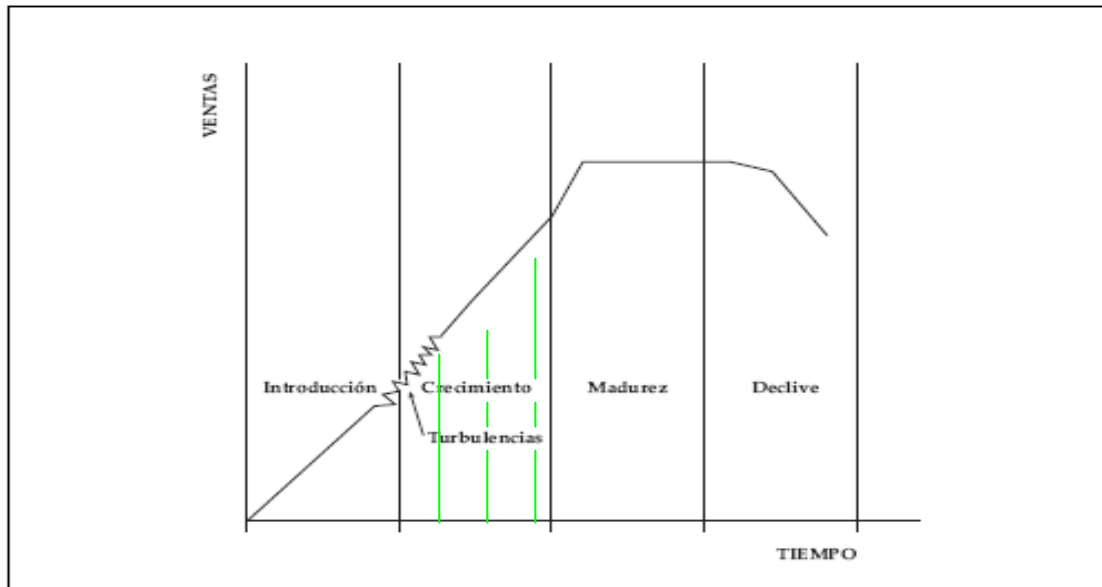 VENTAS
Introducción
Crecimiento
Madurez
Declive
Turbulencias
TIEMPO